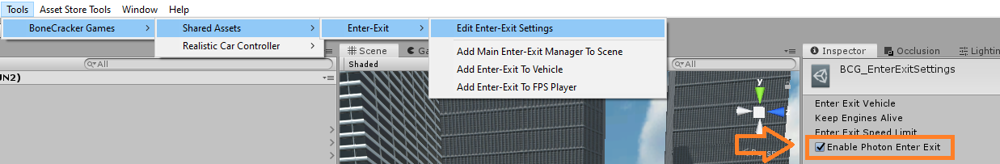 Tools Asset Store Tools Window Help
BoneCracker Games
Shared Assets
Realistic Car Controller
Enter-Exit
Edit Enter-Exit Settings
Add Main Enter-Exit Manager To Scene
Add Enter-Exit To Vehicle
Add Enter-Exit To FPS Player
Scene
Shaded
All
UN2)
All
y
Inspector Occlusion Lightin
BCG_EnterExitSettings
Enter Exit Vehicle
Keep Engines Alive
Enter Exit Speed Limit
Enable Photon Enter Exit